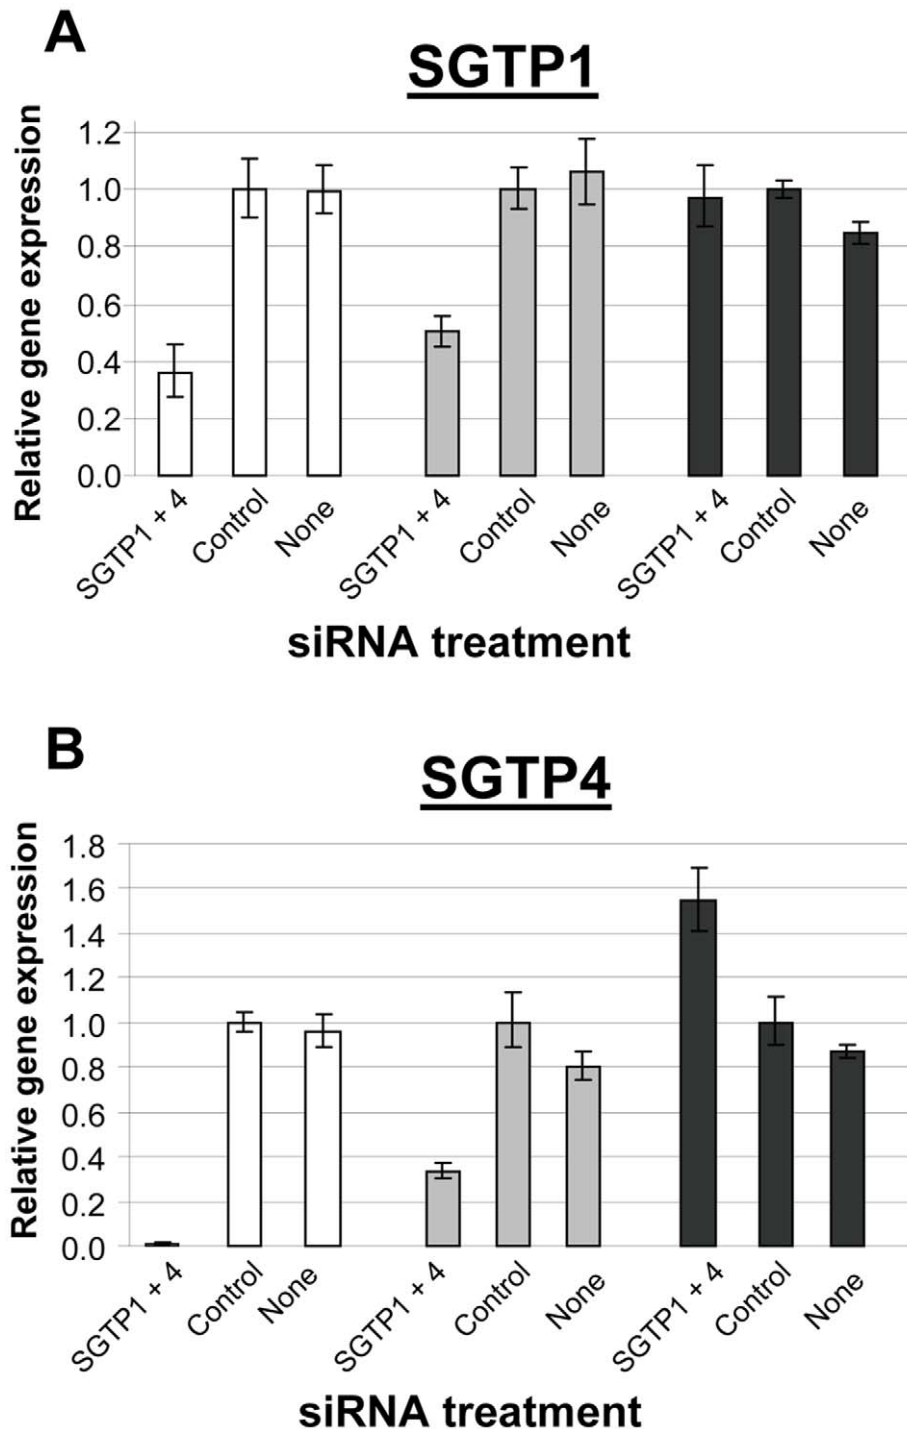 A
SGTP1
Relative gene expression
1.2
1.0
0.8
0.6
0.4
0.2
0.0
SGTP1 + 4
Control
None
SGTP1 + 4
Control
None
SGTP1 + 4
Control
None
siRNA treatment
B
SGTP4
Relative gene expression
1.8
1.6
1.4
1.2
1.0
0.8
0.6
0.4
0.2
0.0
SGTP1 + 4
Control
None
SGTP1 + 4
Control
None
SGTP1 + 4
Control
None
siRNA treatment